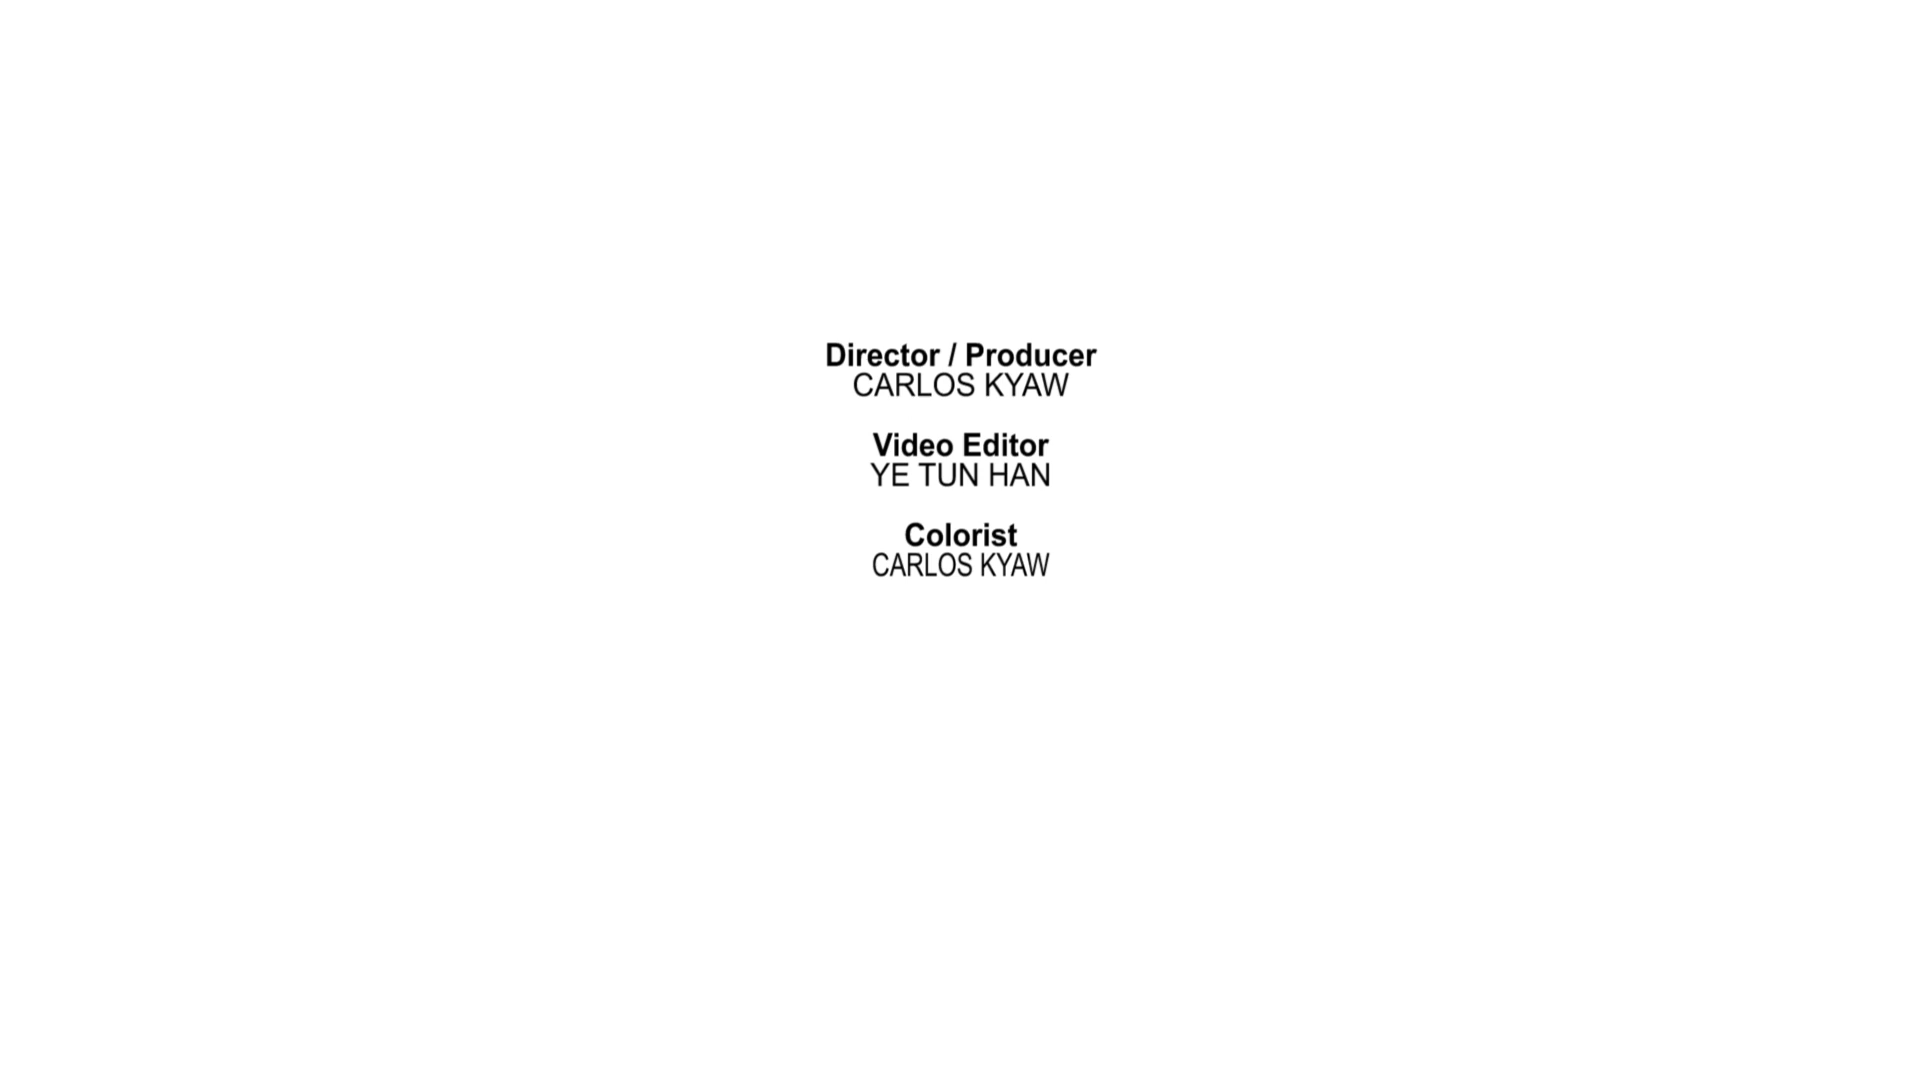 Director / Producer
CARLOS KYAW
Video Editor
YE TUN HAN
Colorist
CARLOS KYAW